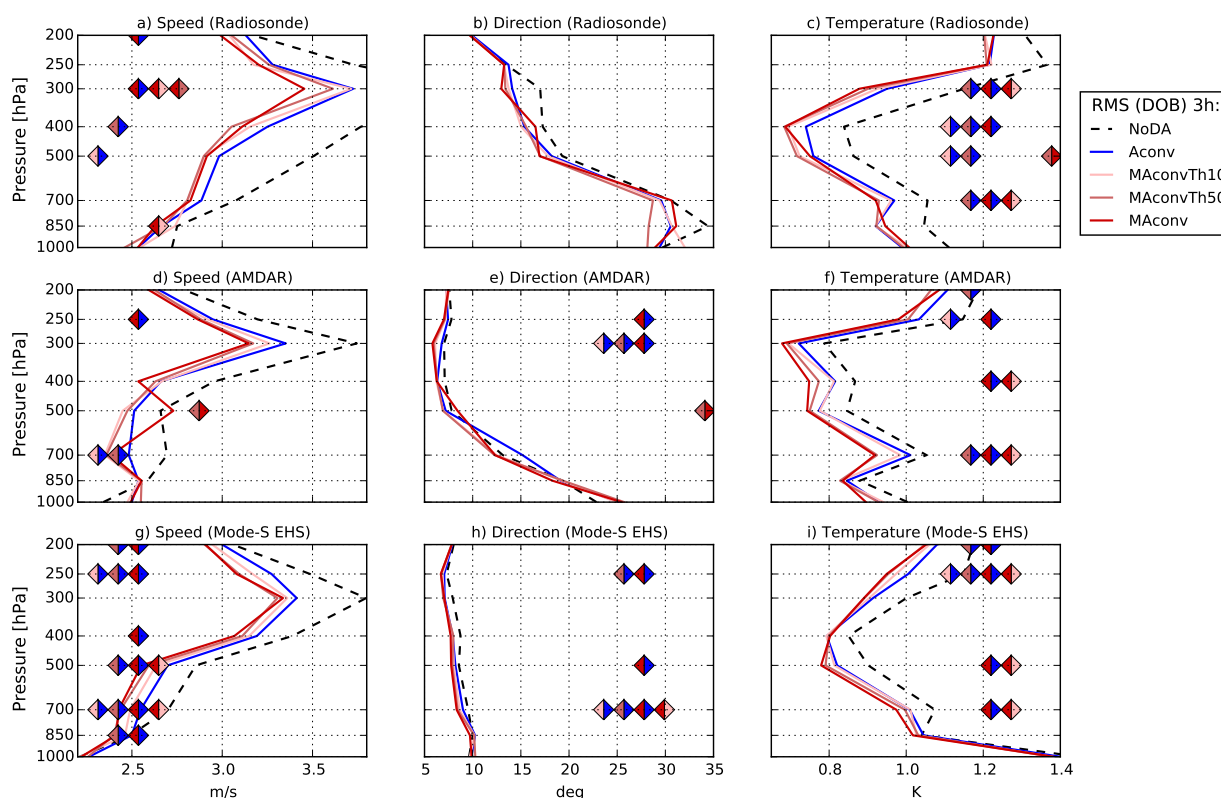 a) Speed (Radiosonde)
b) Direction (Radiosonde)
c) Temperature (Radiosonde)
Pressure [hPa]
200
250
300
400
500
700
850
1000
RMS (DOB) 3h:
NoDA
Aconv
MAconvTh10
MAconvTh50
MAconv
d) Speed (AMDAR)
e) Direction (AMDAR)
f) Temperature (AMDAR)
Pressure [hPa]
200
250
300
400
500
700
850
1000
g) Speed (Mode-S EHS)
h) Direction (Mode-S EHS)
i) Temperature (Mode-S EHS)
Pressure [hPa]
200
250
300
400
500
700
850
1000
2.5 3.0 3.5 5 10 15 20 25 30 35 0.8 1.0 1.2 1.4
m/s deg K